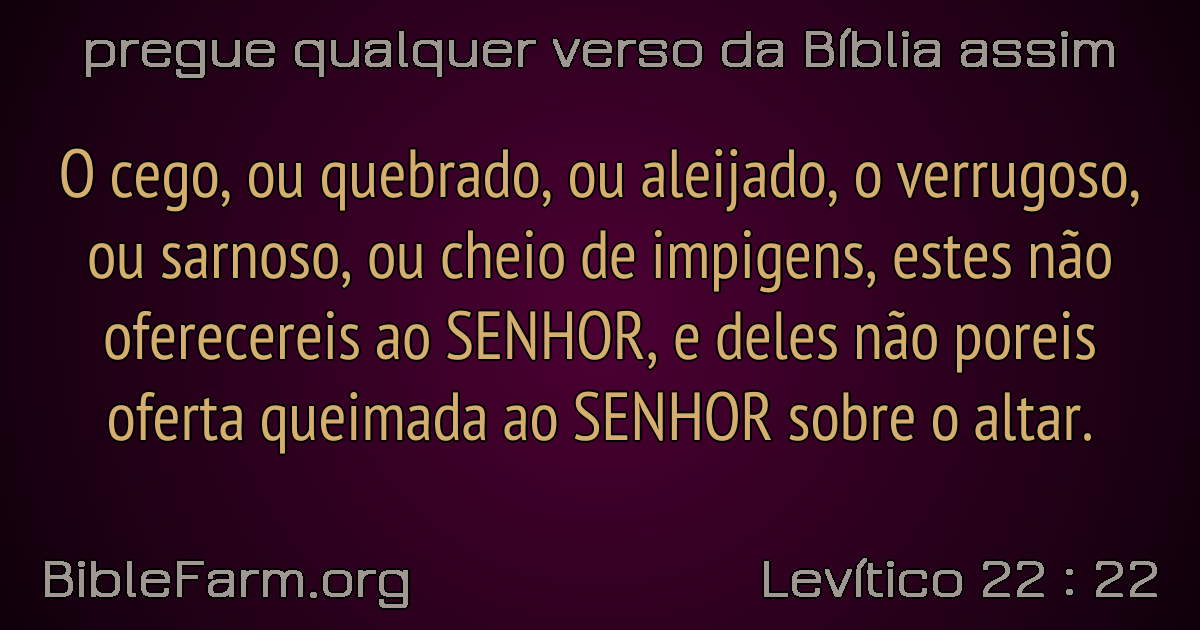 pregue qualquer verso da Bíblia assim
O cego, ou quebrado, ou aleijado, o verrugoso,
ou sarnoso, ou cheio de impigens, estes não
oferecereis ao SENHOR, e deles não poreis
oferta queimada ao SENHOR sobre o altar.
BibleFarm.org
Levítico 22 : 22